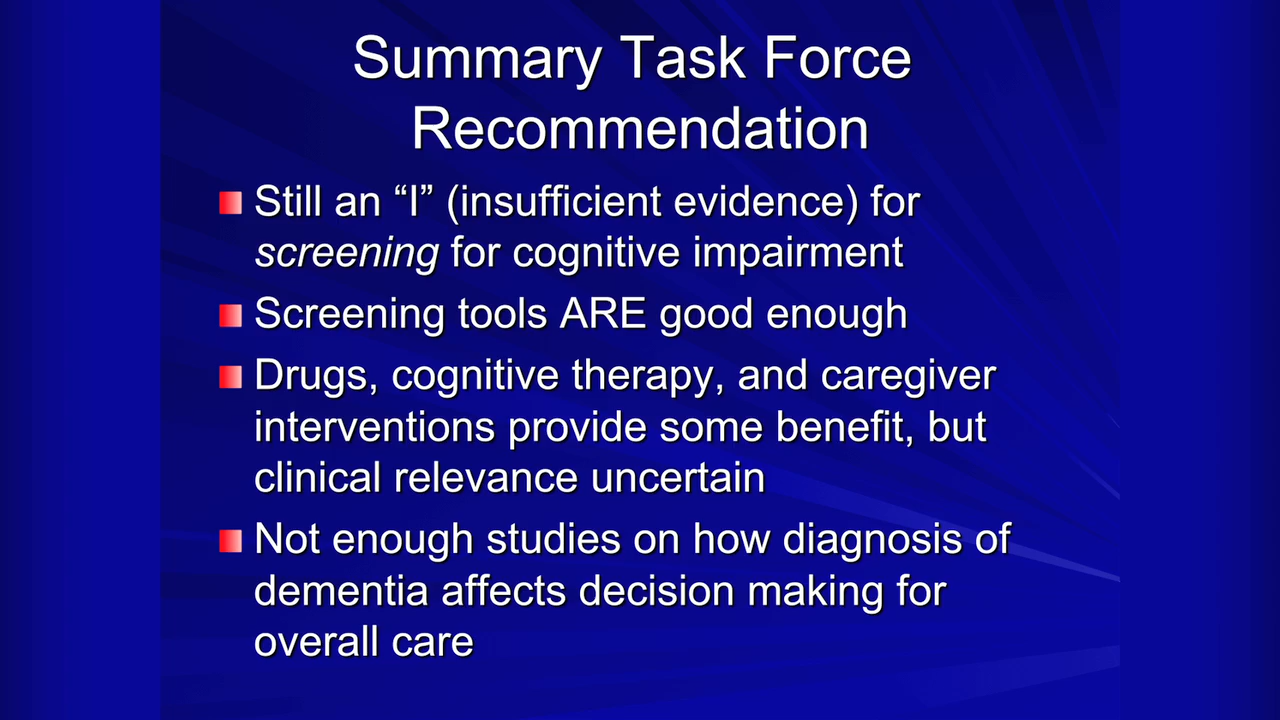 Summary Task Force
Recommendation
Still an “I” (insufficient evidence) for
screening for cognitive impairment
Screening tools ARE good enough
Drugs, cognitive therapy, and caregiver
interventions provide some benefit, but
clinical relevance uncertain
Not enough studies on how diagnosis of
dementia affects decision making for
overall care